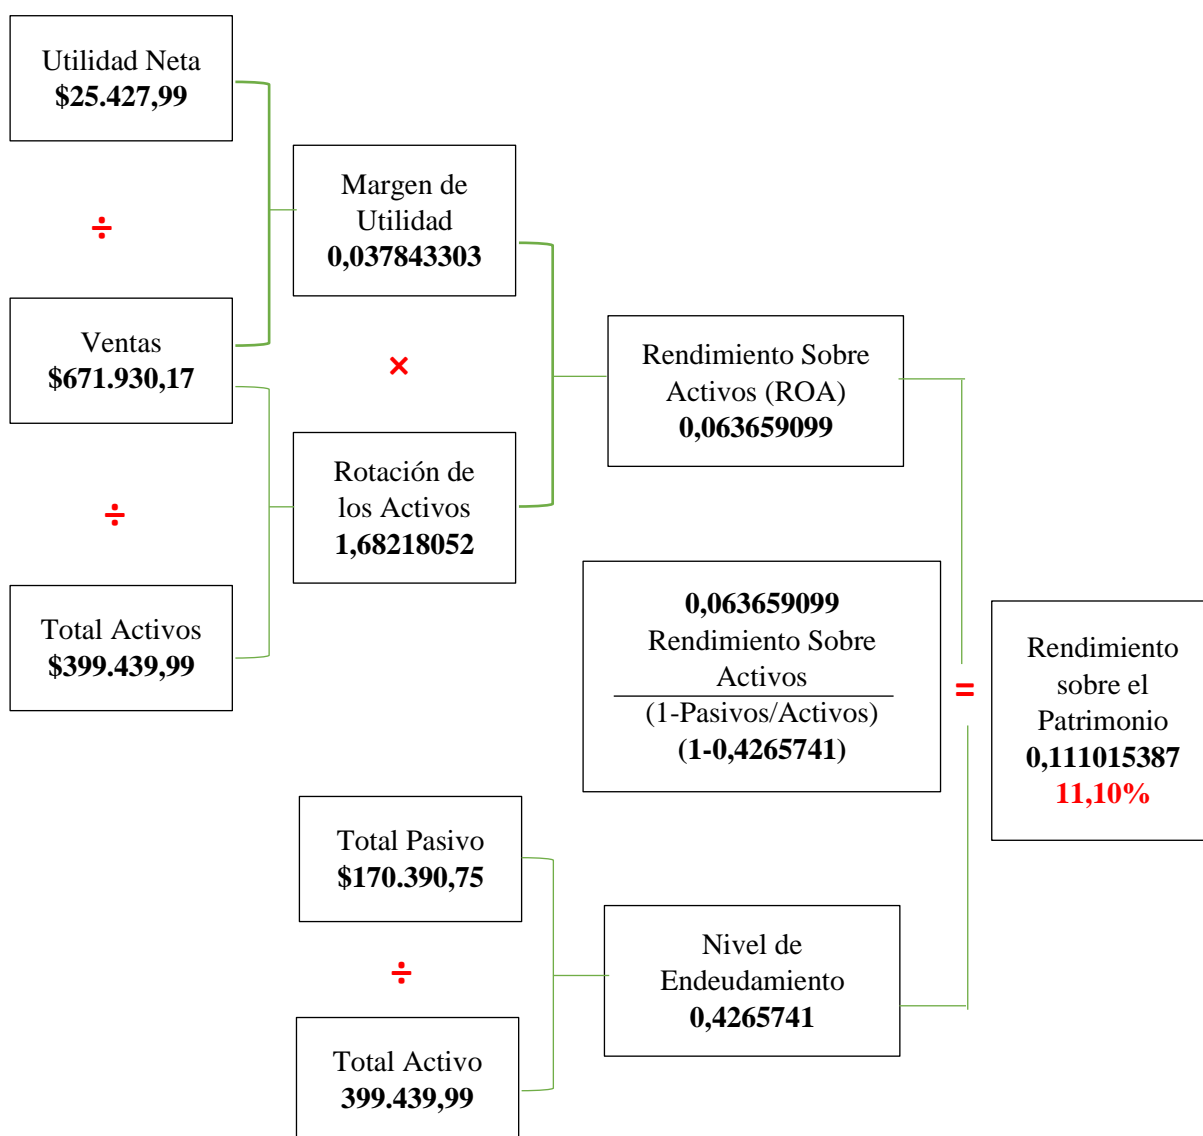 Utilidad Neta
$25.427,99
÷
Ventas
$671.930,17
÷
Total Activos
$399.439,99
Margen de
Utilidad
0,037843303
×
Rotación de
los Activos
1,68218052
Rendimiento Sobre
Activos (ROA)
0,063659099
0,063659099
Rendimiento Sobre
Activos
(1-Pasivos/Activos)
(1-0,4265741)
=
Rendimiento
sobre el
Patrimonio
0,111015387
11,10%
Total Pasivo
$170.390,75
÷
Total Activo
399.439,99
Nivel de
Endeudamiento
0,4265741